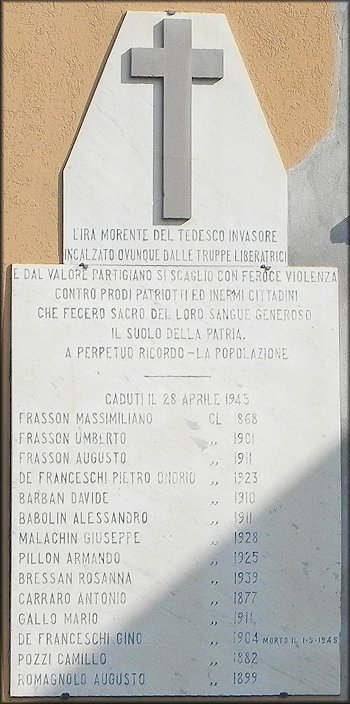 L'IRA MORENTE DEL TEDESCO INVASORE
INCALZATO OVUNQUE DALLE TRUPPE LIBERATRICI
E DAL VALORE PARTIGIANO SI SCAGLIÒ CON FEROCE VIOLENZA
CONTRO PRODI PATRIOTTI ED INERMI CITTADINI
CHE FECERO SACRO DEL LORO SANGUE GENEROSO
IL SUOLO DELLA PATRIA.
A PERPETUO RICORDO – LA POPOLAZIONE
CADUTI IL 28 APRILE 1945
FRASSON MASSIMILIANO CL. 868
FRASSON UMBERTO ,, 1901
FRASSON AUGUSTO ,, 1911
DE FRANCESCHI PIETRO ONORIO ,, 1923
BARBAN DAVIDE ,, 1910
BABOLIN ALESSANDRO ,, 1911
MALACHIN GIUSEPPE ,, 1928
PILLON ARMANDO ,, 1925
BRESSAN ROSANNA ,, 1939
CARRARO ANTONIO ,, 1877
GALLO MARIO ,, 1911
DE FRANCESCHI GINO ,, 1904 MORTO IL 1-5-1945
POZZI CAMILLO ,, 1882
ROMAGNOLO AUGUSTO ,, 1899